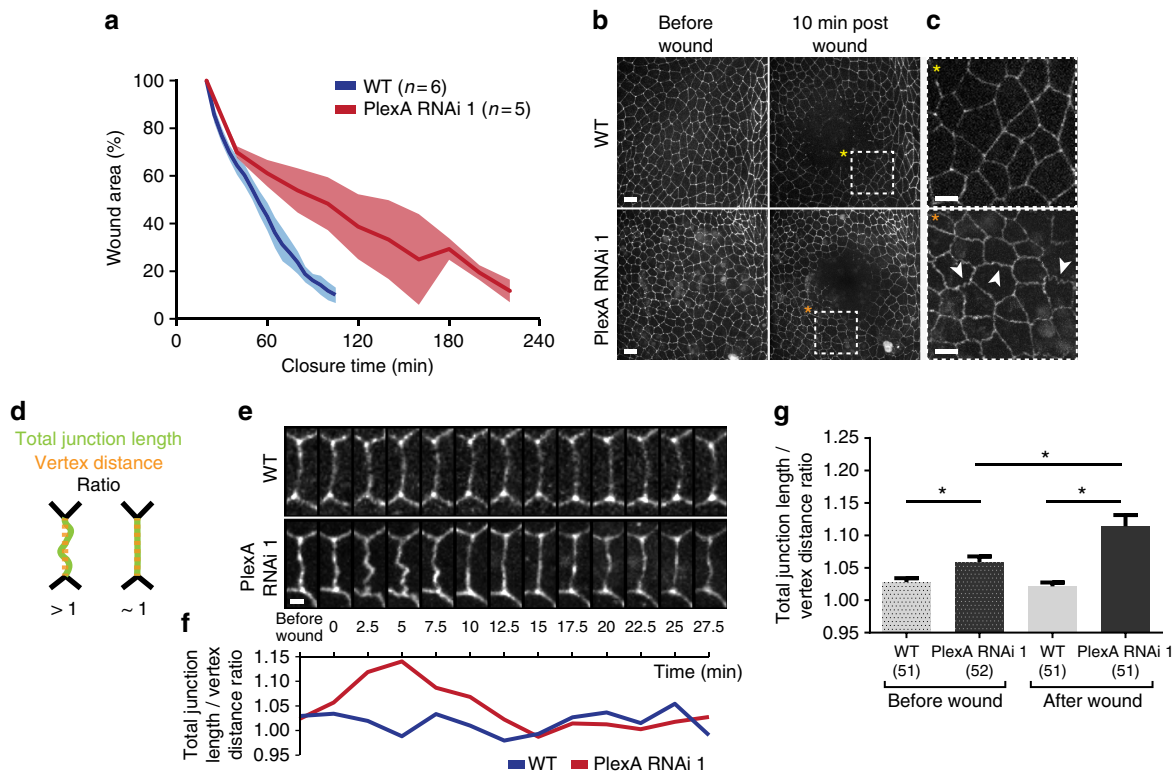 a
100
80
60
40
20
0
Wound area (%)
0 60 120 180 240
Closure time (min)
WT (n=6)
PlexA RNAi 1 (n=5)
b
Before wound
10 min post wound
WT
*
PlexA RNAi 1
*
c
*
*
d
Total junction length
Vertex distance
Ratio
> 1
~ 1
e
WT
PlexA RNAi 1
Before wound 0 2.5 5 7.5 10 12.5 15 17.5 20 22.5 25 27.5
Time (min)
f
Total junction length / vertex distance ratio
1.15
1.10
1.05
1.00
0.95
WT PlexA RNAi 1
g
Total junction length / vertex distance ratio
1.25
1.20
1.15
1.10
1.05
1.00
0.95
*
*
*
WT (51)
PlexA RNAi 1 (52)
WT (51)
PlexA RNAi 1 (51)
Before wound
After wound